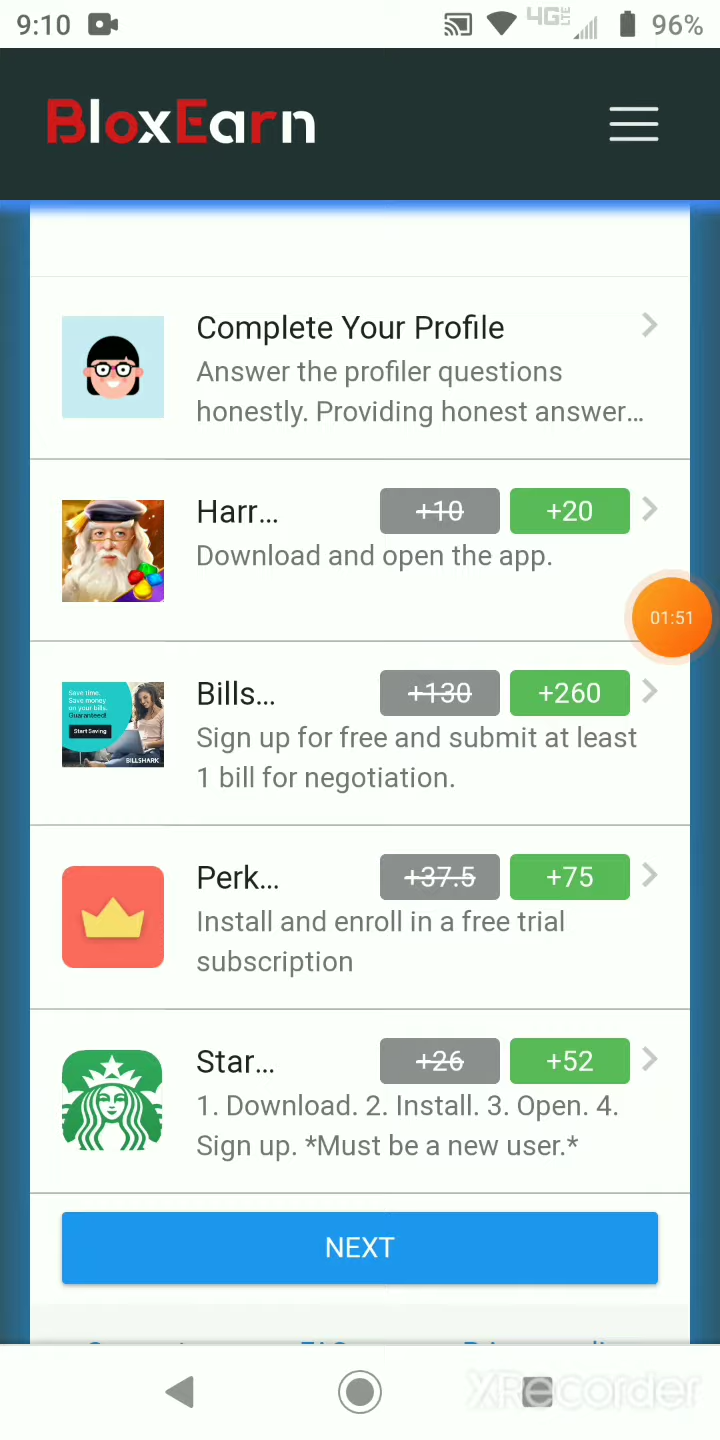 9:10
4G LTE
96%
BloxEarn
Complete Your Profile
Answer the profiler questions
honestly. Providing honest answer…
Harr… +10 +20
Download and open the app.
01:51
Save time.
Save money
on your bills.
Guaranteed!
Start Saving
BILLSHARK
Bills… +130 +260
Sign up for free and submit at least
1 bill for negotiation.
Perk… +37.5 +75
Install and enroll in a free trial
subscription
Star… +26 +52
1. Download. 2. Install. 3. Open. 4.
Sign up. *Must be a new user.*
NEXT
XRecorder